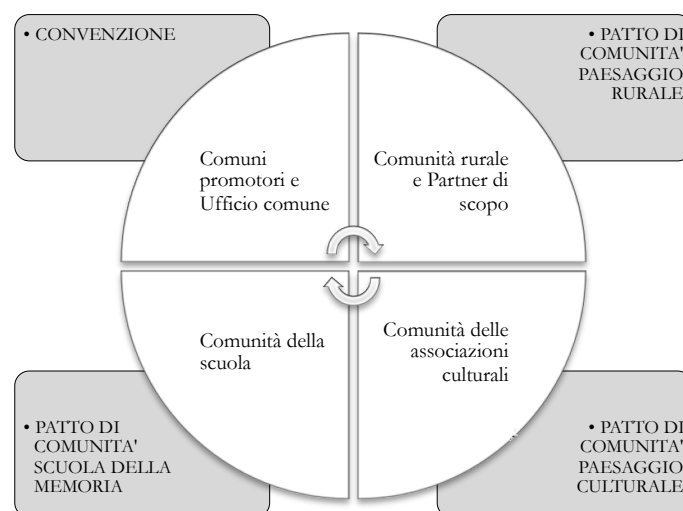 • CONVENZIONE
• PATTO DI
COMUNITA'
PAESAGGIO
RURALE
Comuni
promotori e
Ufficio comune
Comunità rurale
e Partner di
scopo
Comunità della
scuola
Comunità delle
associazioni
culturali
• PATTO DI
COMUNITA'
SCUOLA DELLA
MEMORIA
• PATTO DI
COMUNITA'
PAESAGGIO
CULTURALE